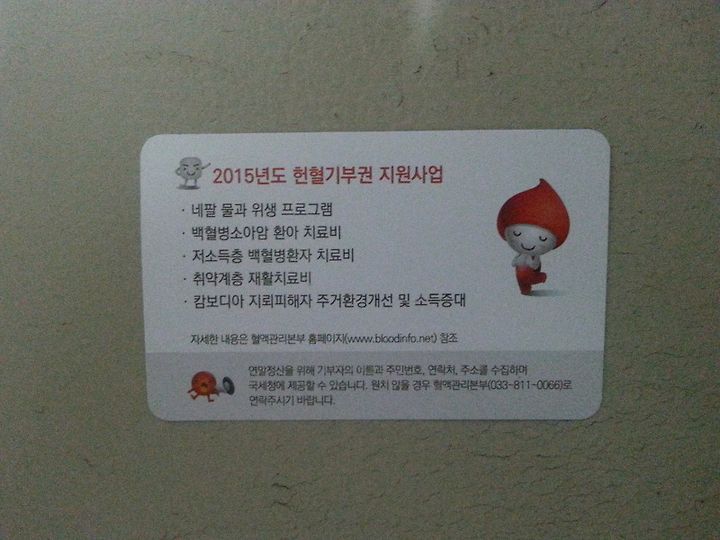 2015년도 헌혈기부권 지원사업
· 네팔 물과 위생 프로그램
· 백혈병소아암 환아 치료비
· 저소득층 백혈병환자 치료비
· 취약계층 재활치료비
· 캄보디아 지뢰피해자 주거환경개선 및 소득증대
자세한 내용은 혈액관리본부 홈페이지(www.bloodinfo.net) 참조
연말정산을 위해 기부자의 이름과 주민번호, 연락처, 주소를 수집하며
국세청에 제공할 수 있습니다. 원치 않을 경우 혈액관리본부(033-811-0066)로
연락주시기 바랍니다.